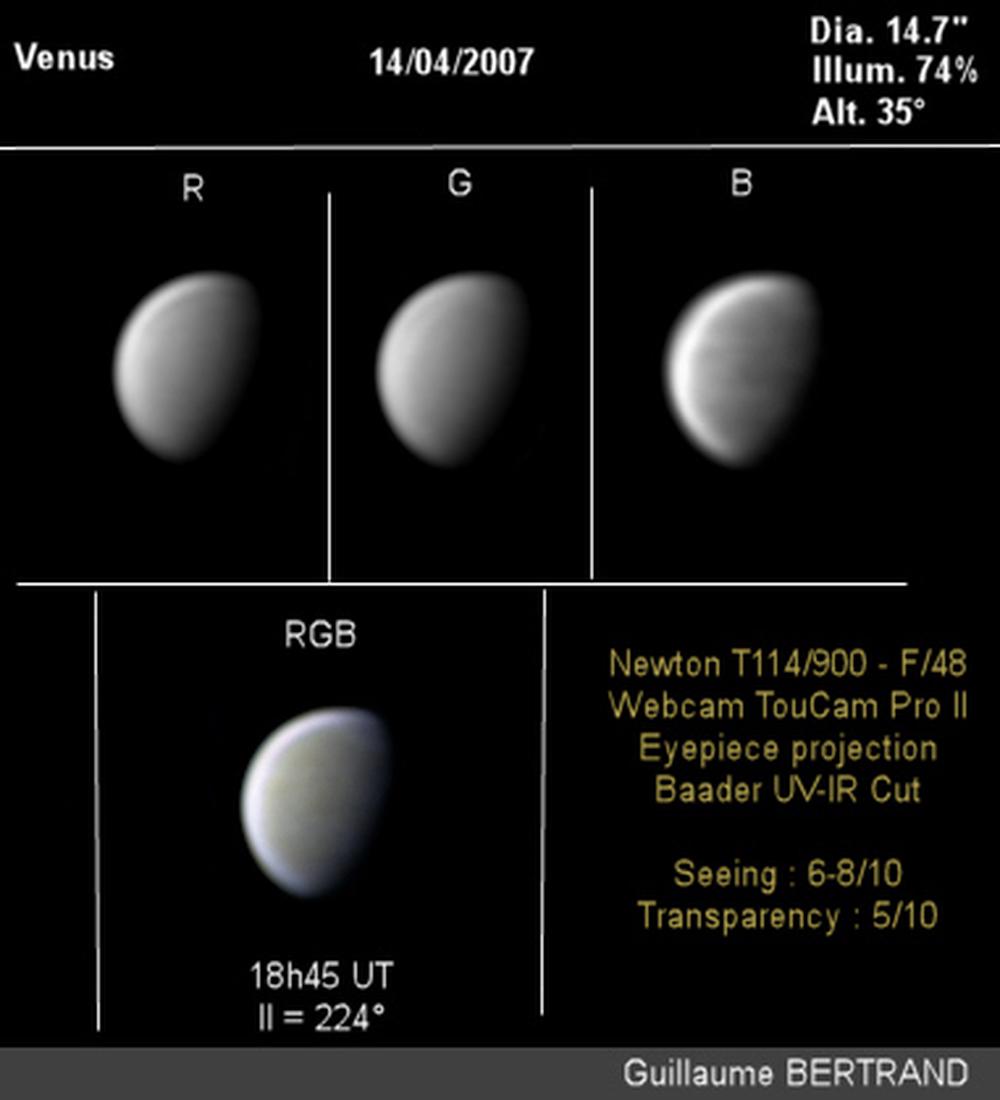 Venus
14/04/2007
Dia. 14.7"
Illum. 74%
Alt. 35°
R
G
B
RGB
Newton T114/900 - F/48
Webcam TouCam Pro II
Eyepiece projection
Baader UV-IR Cut
Seeing : 6-8/10
Transparency : 5/10
18h45 UT
II = 224°
Guillaume BERTRAND